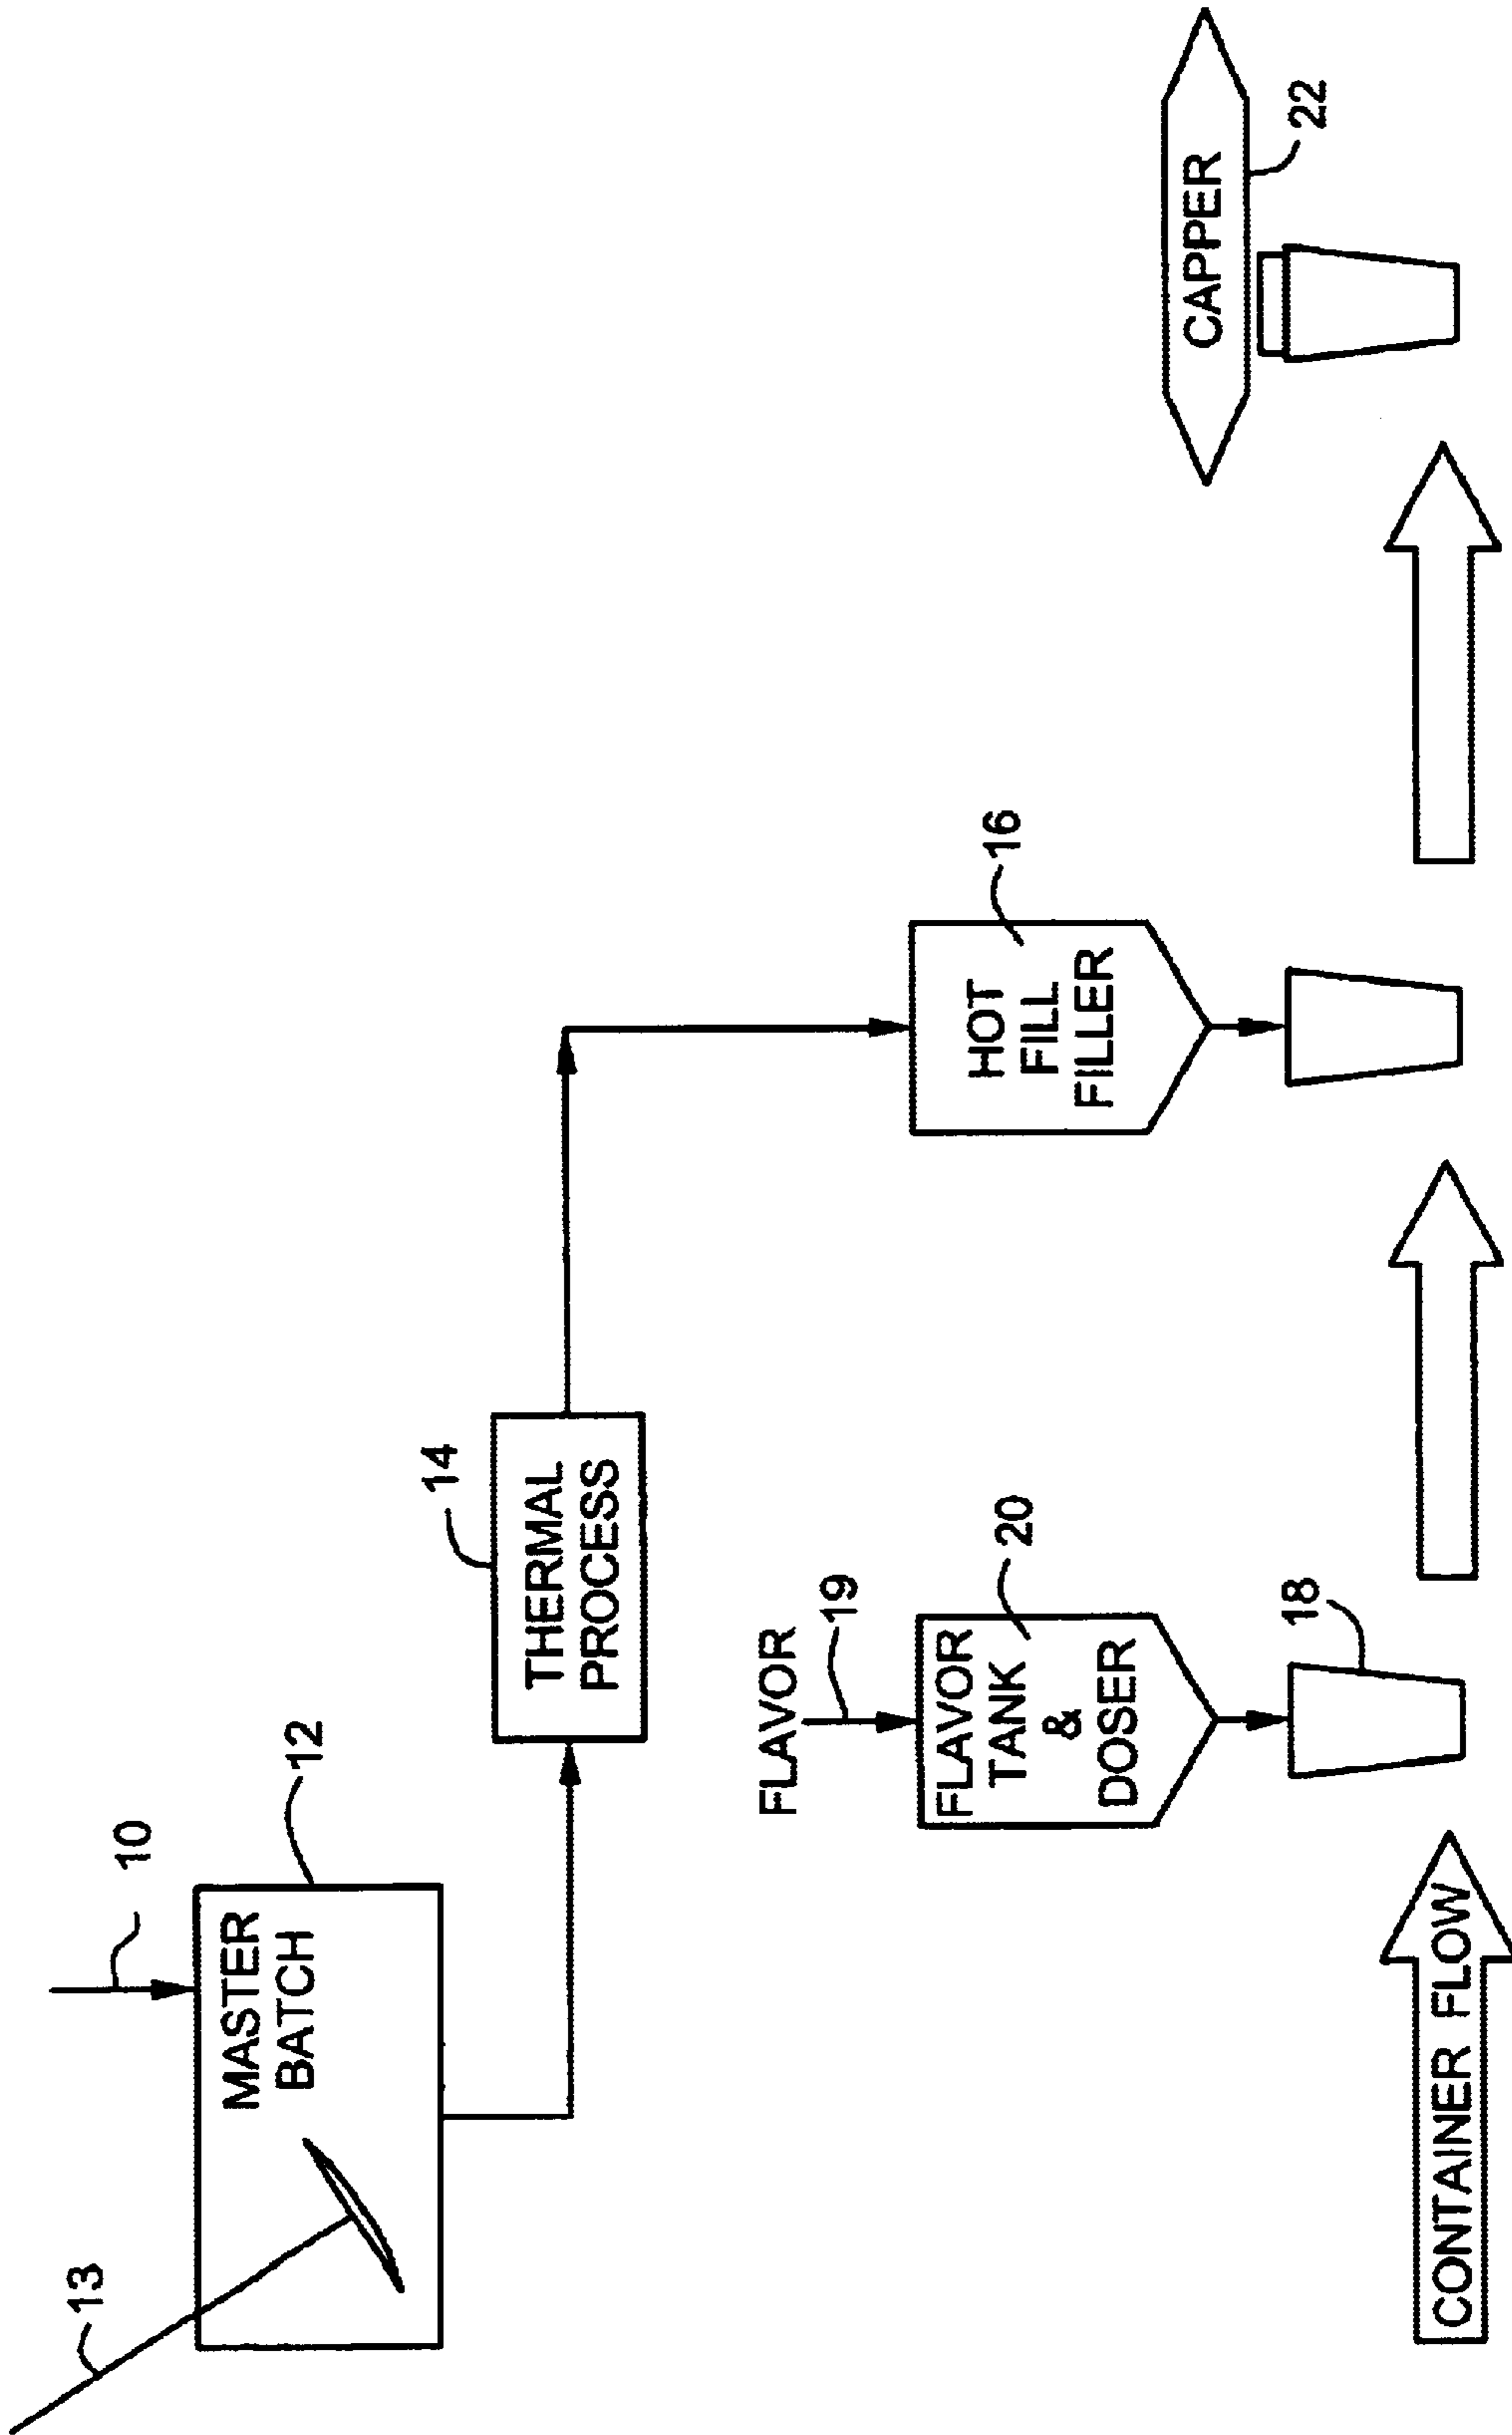 13
10
MASTER
BATCH
12
14
THERMAL
PROCESS
FLAVOR
19
FLAVOR
TANK
&
DOSER
20
18
HOT
FILL
FILLER
16
CAPPER
22
CONTAINER FLOW